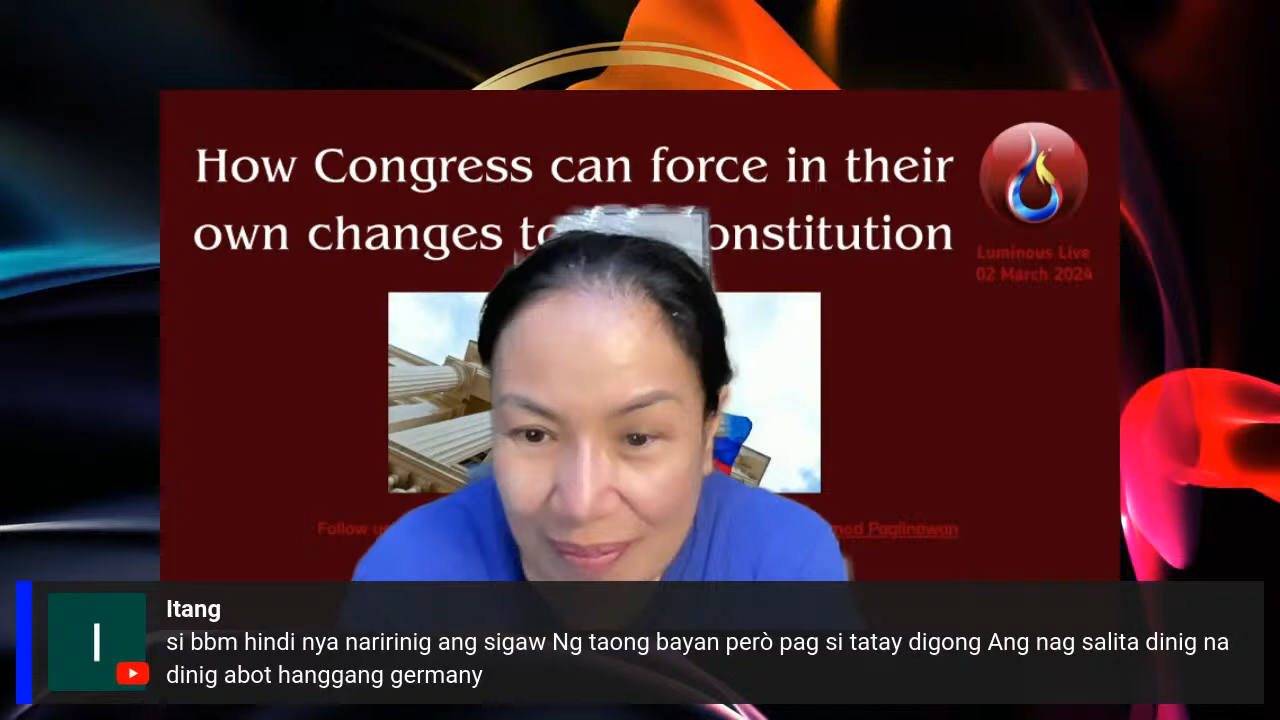 How Congress can force in their
own changes to onstitution
Luminous Live
02 March 2024
Follow
Paglinawan
Itang
si bbm hindi nya naririnig ang sigaw Ng taong bayan però pag si tatay digong Ang nag salita dinig na
dinig abot hanggang germany